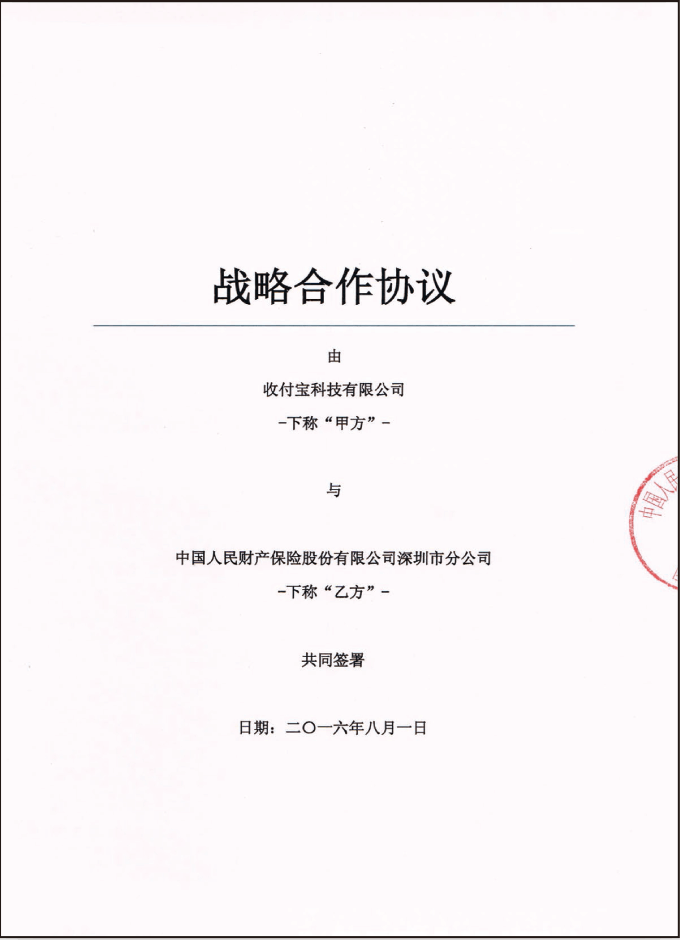 战略合作协议
由
收付宝科技有限公司
-下称“甲方”-
与
中国人民财产保险股份有限公司深圳市分公司
-下称“乙方”-
共同签署
日期：二〇一六年八月一日
中国人民